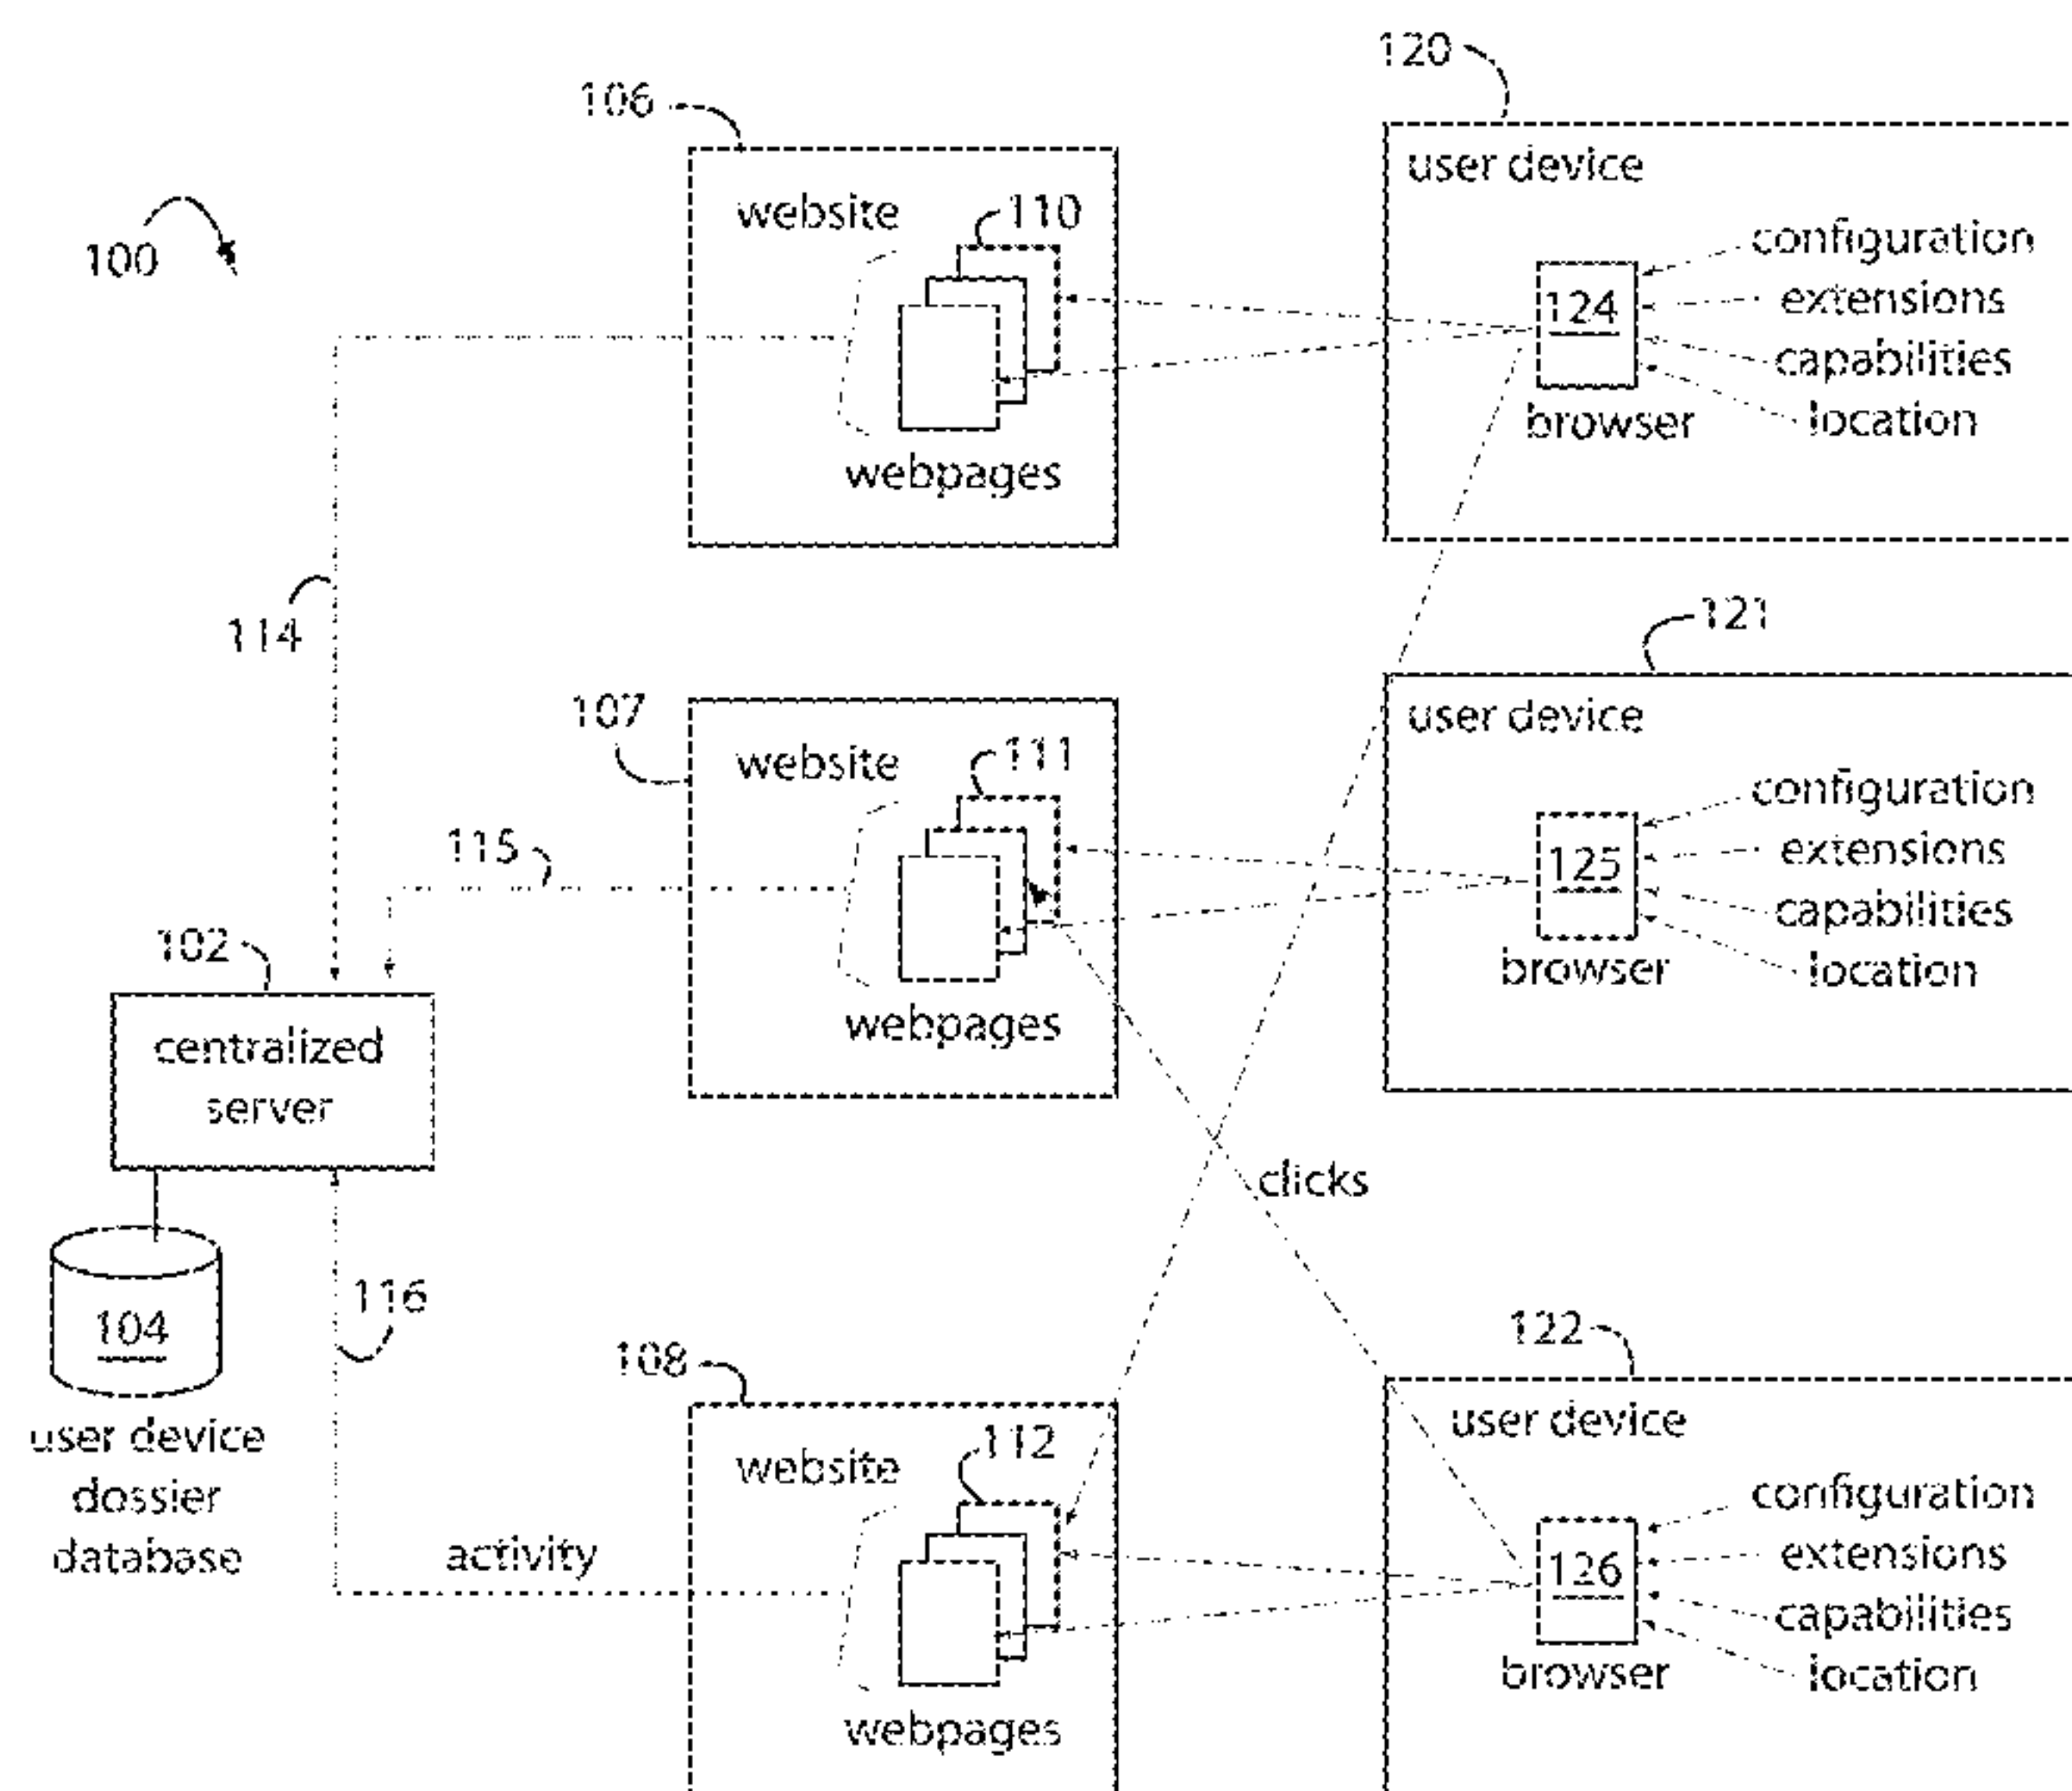 120
106
user device
website
110
configuration
100
124
extensions
capabilities
browser
location
webpages
114
121
107
user device
website
111
configuration
115
125
extensions
capabilities
102
browser
location
webpages
centralized
server
clicks
116
104
122
108
user device
website
112
user device
dossier
database
configuration
activity
126
extensions
capabilities
browser
location
webpages